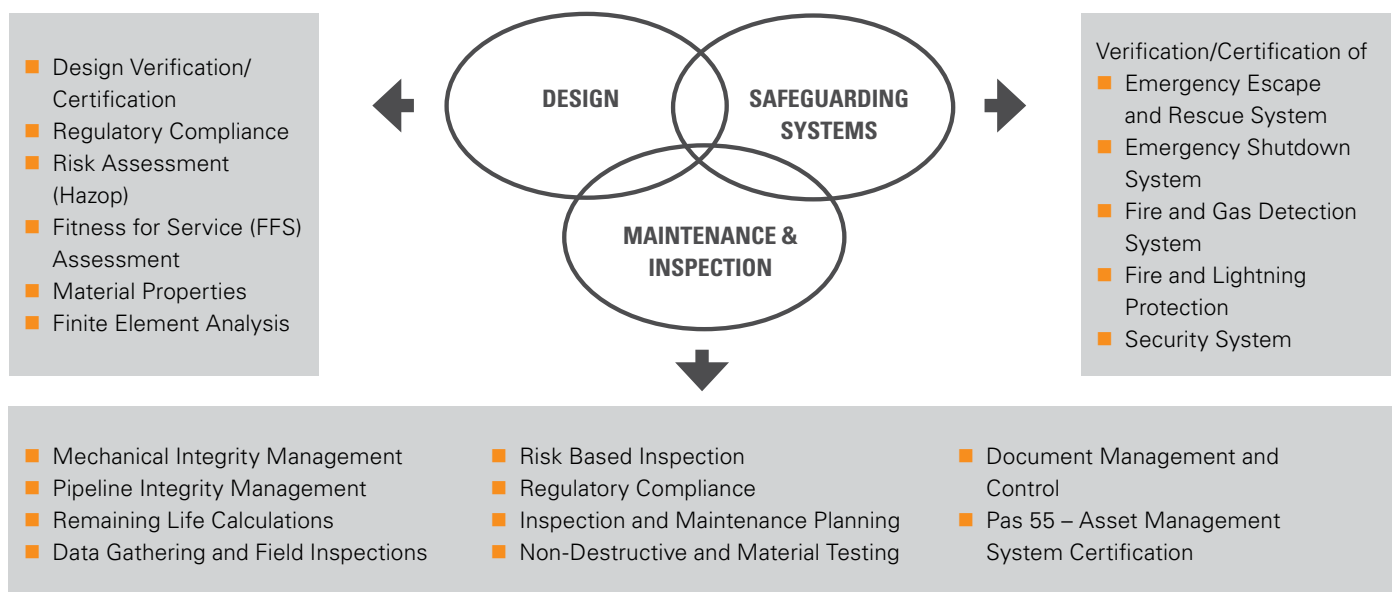 Design Verification/
Certification
Regulatory Compliance
Risk Assessment
(Hazop)
Fitness for Service (FFS)
Assessment
Material Properties
Finite Element Analysis
DESIGN
SAFEGUARDING
SYSTEMS
MAINTENANCE &
INSPECTION
Verification/Certification of
Emergency Escape
and Rescue System
Emergency Shutdown
System
Fire and Gas Detection
System
Fire and Lightning
Protection
Security System
Mechanical Integrity Management
Pipeline Integrity Management
Remaining Life Calculations
Data Gathering and Field Inspections
Risk Based Inspection
Regulatory Compliance
Inspection and Maintenance Planning
Non-Destructive and Material Testing
Document Management and
Control
Pas 55 – Asset Management
System Certification